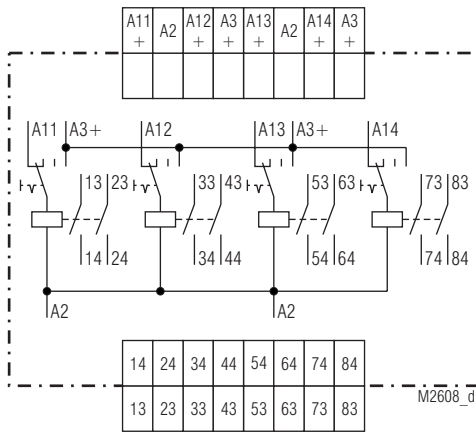 A11 + A2 A12 + A3 + A13 + A2 A14 + A3 +
A11 A3+ A12 A13 A3+ A14
13 23 33 43 53 63 73 83
14 24 34 44 54 64 74 84
A2 A2
14 24 34 44 54 64 74 84
13 23 33 43 53 63 73 83
M2608_d